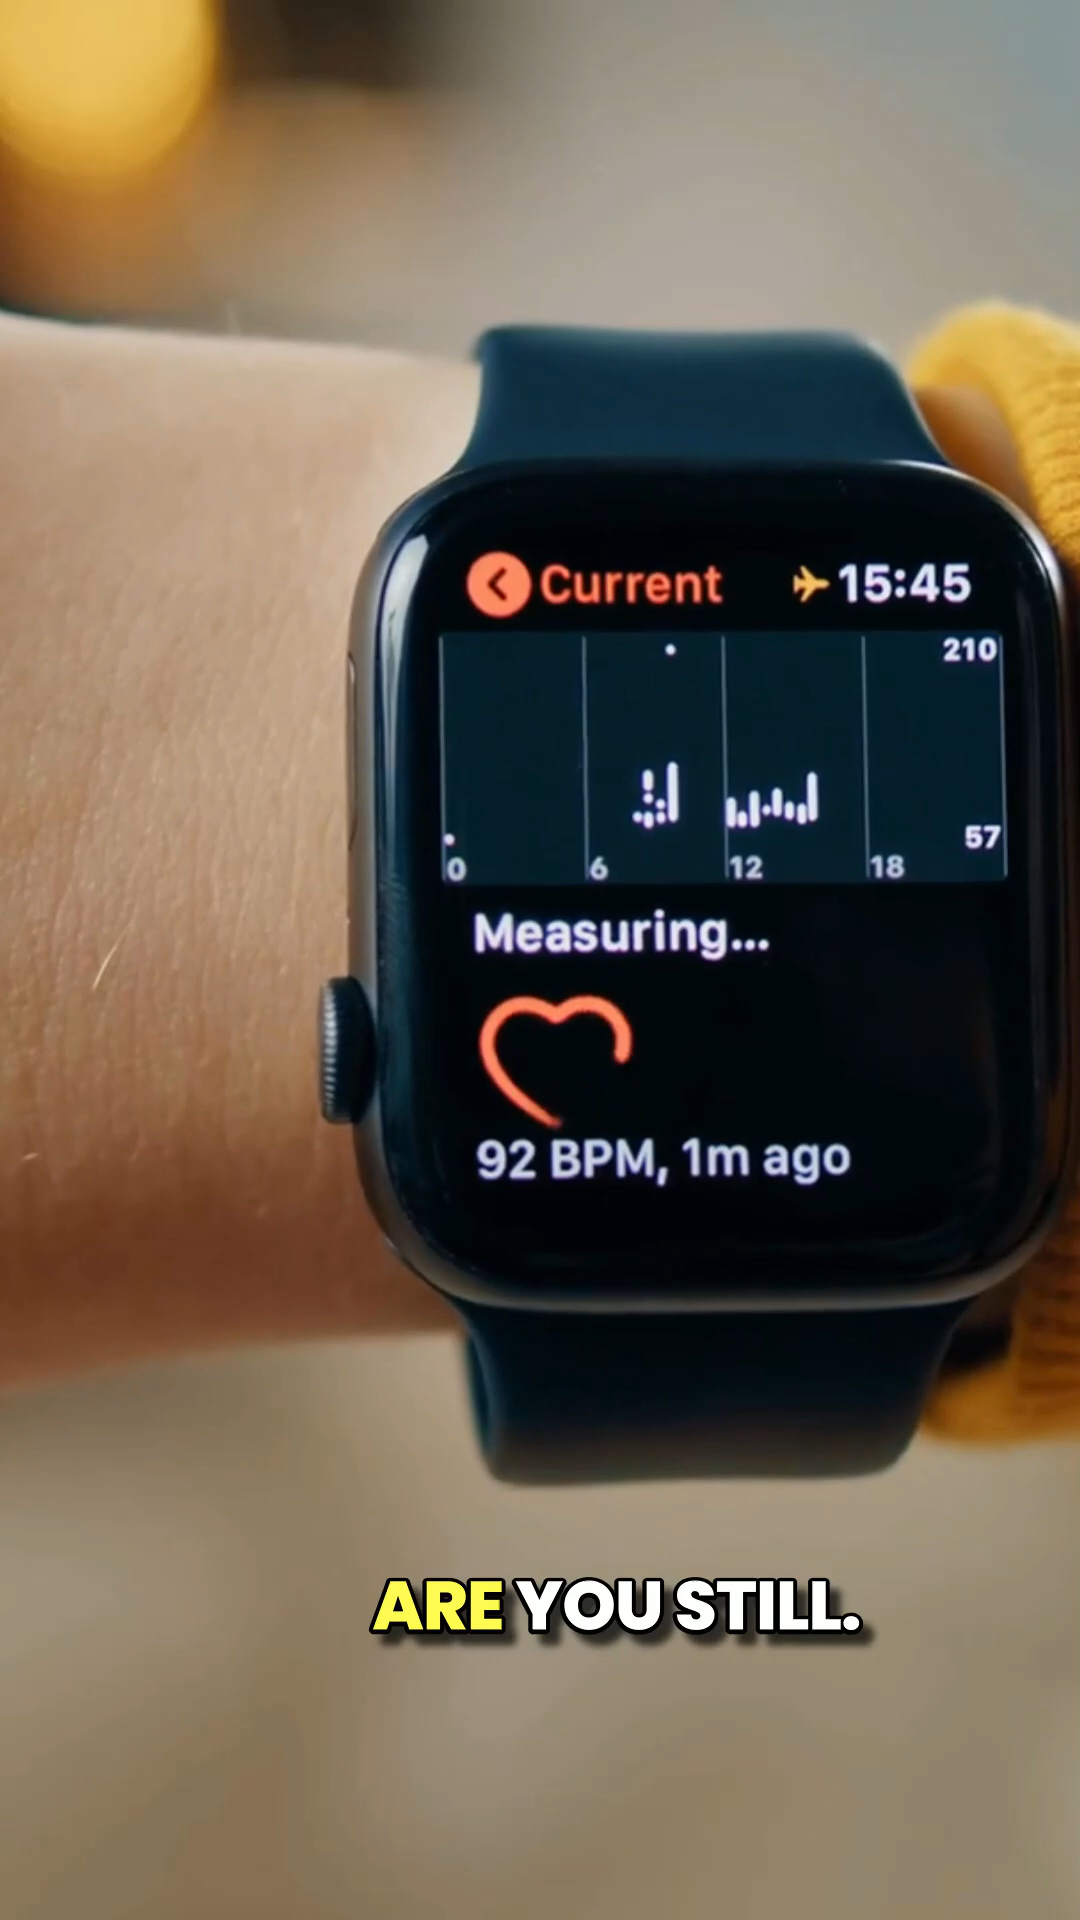 Current 15:45
210
57
0 6 12 18
Measuring...
92 BPM, 1m ago
ARE YOU STILL.